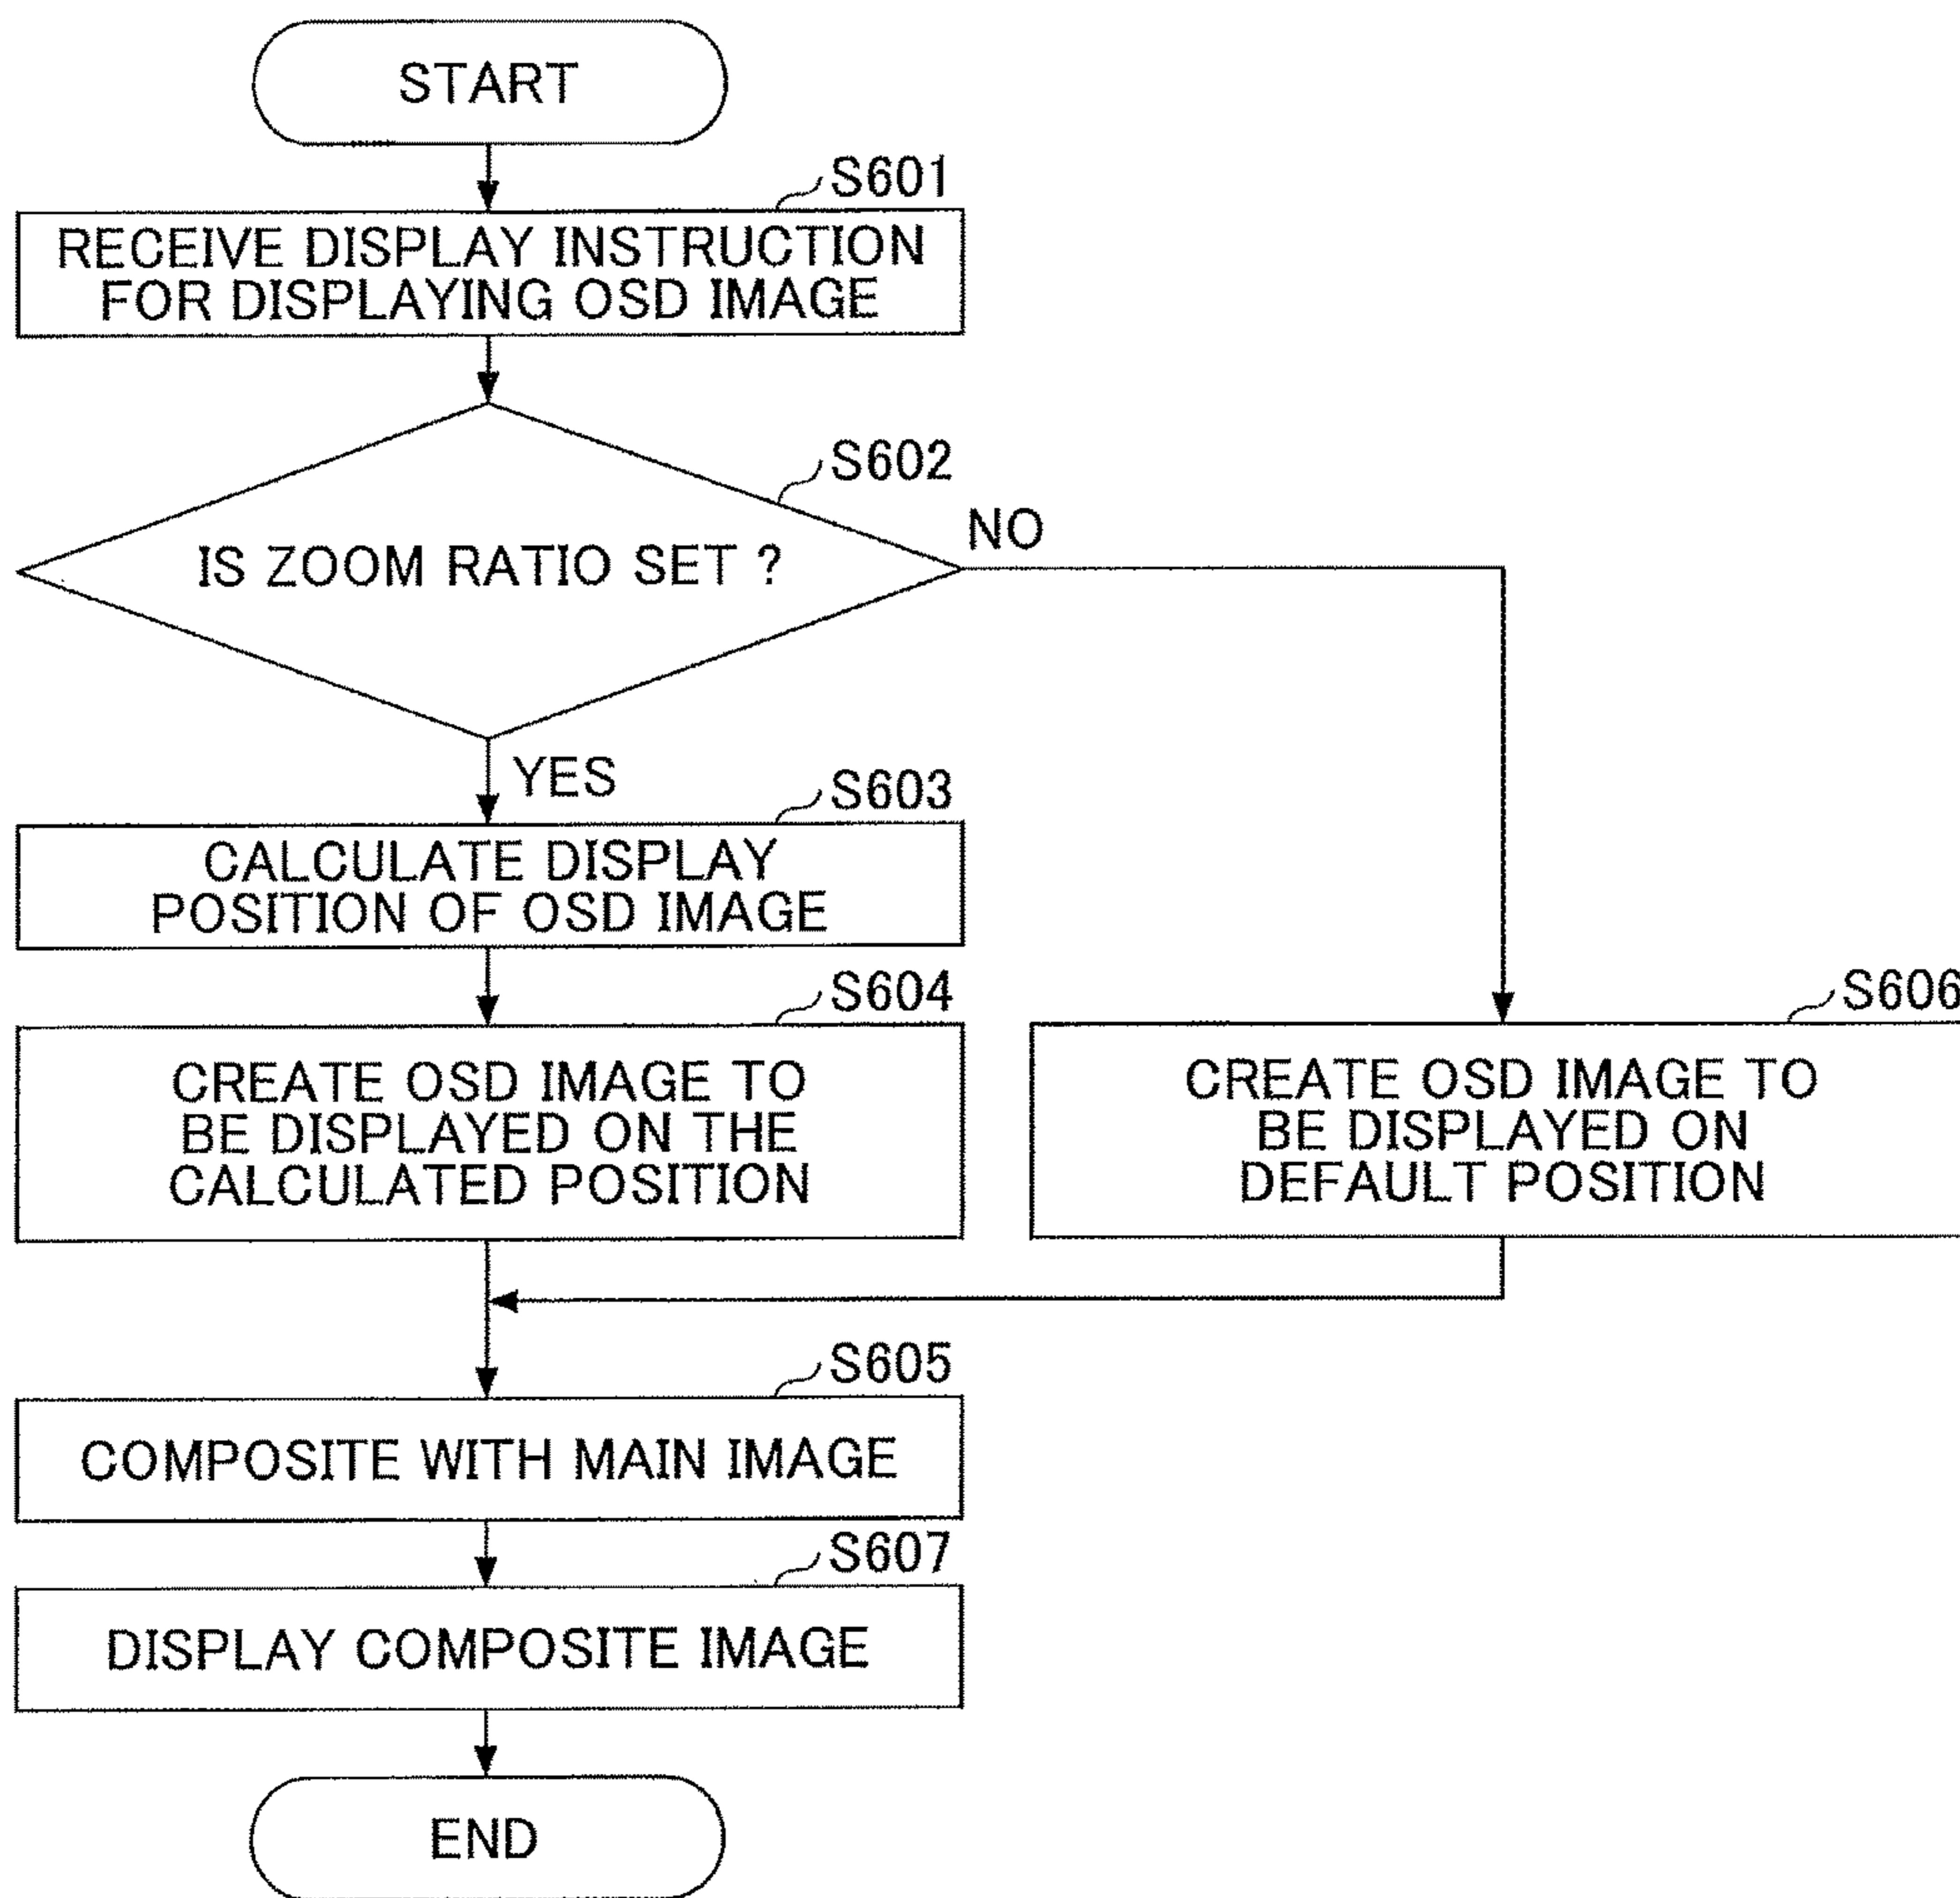 START
S601
RECEIVE DISPLAY INSTRUCTION
FOR DISPLAYING OSD IMAGE
S602
IS ZOOM RATIO SET ?
NO
YES
S603
CALCULATE DISPLAY
POSITION OF OSD IMAGE
S604
CREATE OSD IMAGE TO
BE DISPLAYED ON THE
CALCULATED POSITION
S606
CREATE OSD IMAGE TO
BE DISPLAYED ON
DEFAULT POSITION
S605
COMPOSITE WITH MAIN IMAGE
S607
DISPLAY COMPOSITE IMAGE
END